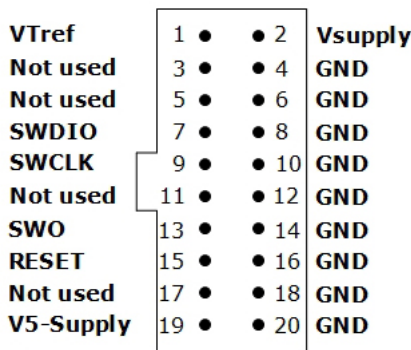 VTref 1 2 Vsupply
Not used 3 4 GND
Not used 5 6 GND
SWDIO 7 8 GND
SWCLK 9 10 GND
Not used 11 12 GND
SWO 13 14 GND
RESET 15 16 GND
Not used 17 18 GND
V5-Supply 19 20 GND